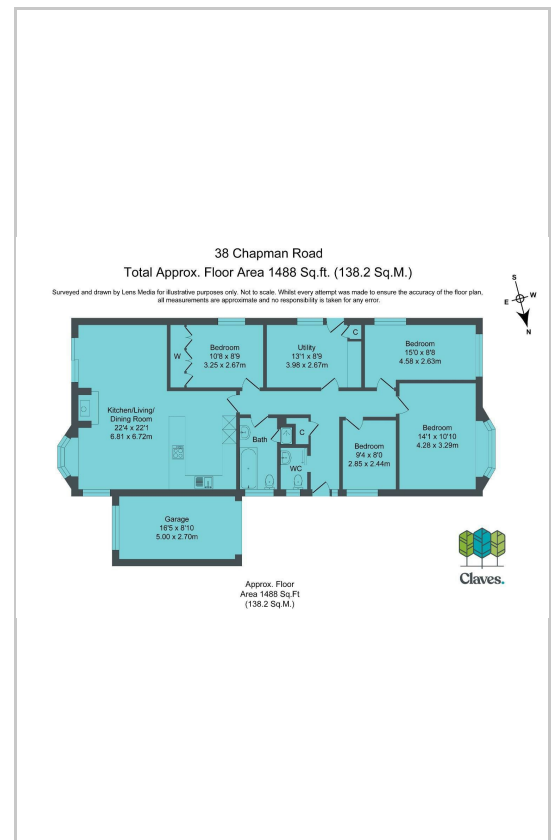 38 Chapman Road
Total Approx. Floor Area 1488 Sq.ft. (138.2 Sq.M.)
Surveyed and drawn by Lens Media for illustrative purposes only. Not to scale. Whilst every attempt was made to ensure the accuracy of the floor plan,
all measurements are approximate and no responsibility is taken for any error.
S
E
W
N
W
Bedroom
10'8 x 8'9
3.25 x 2.67m
Utility
13'1 x 8'9
3.98 x 2.67m
C
Bedroom
15'0 x 8'8
4.58 x 2.63m
Kitchen/Living/
Dining Room
22'4 x 22'1
6.81 x 6.72m
Bath
C
WC
Bedroom
9'4 x 8'0
2.85 x 2.44m
Bedroom
14'1 x 10'10
4.28 x 3.29m
Garage
16'5 x 8'10
5.00 x 2.70m
Claves.
Approx. Floor
Area 1488 Sq.Ft
(138.2 Sq.M.)